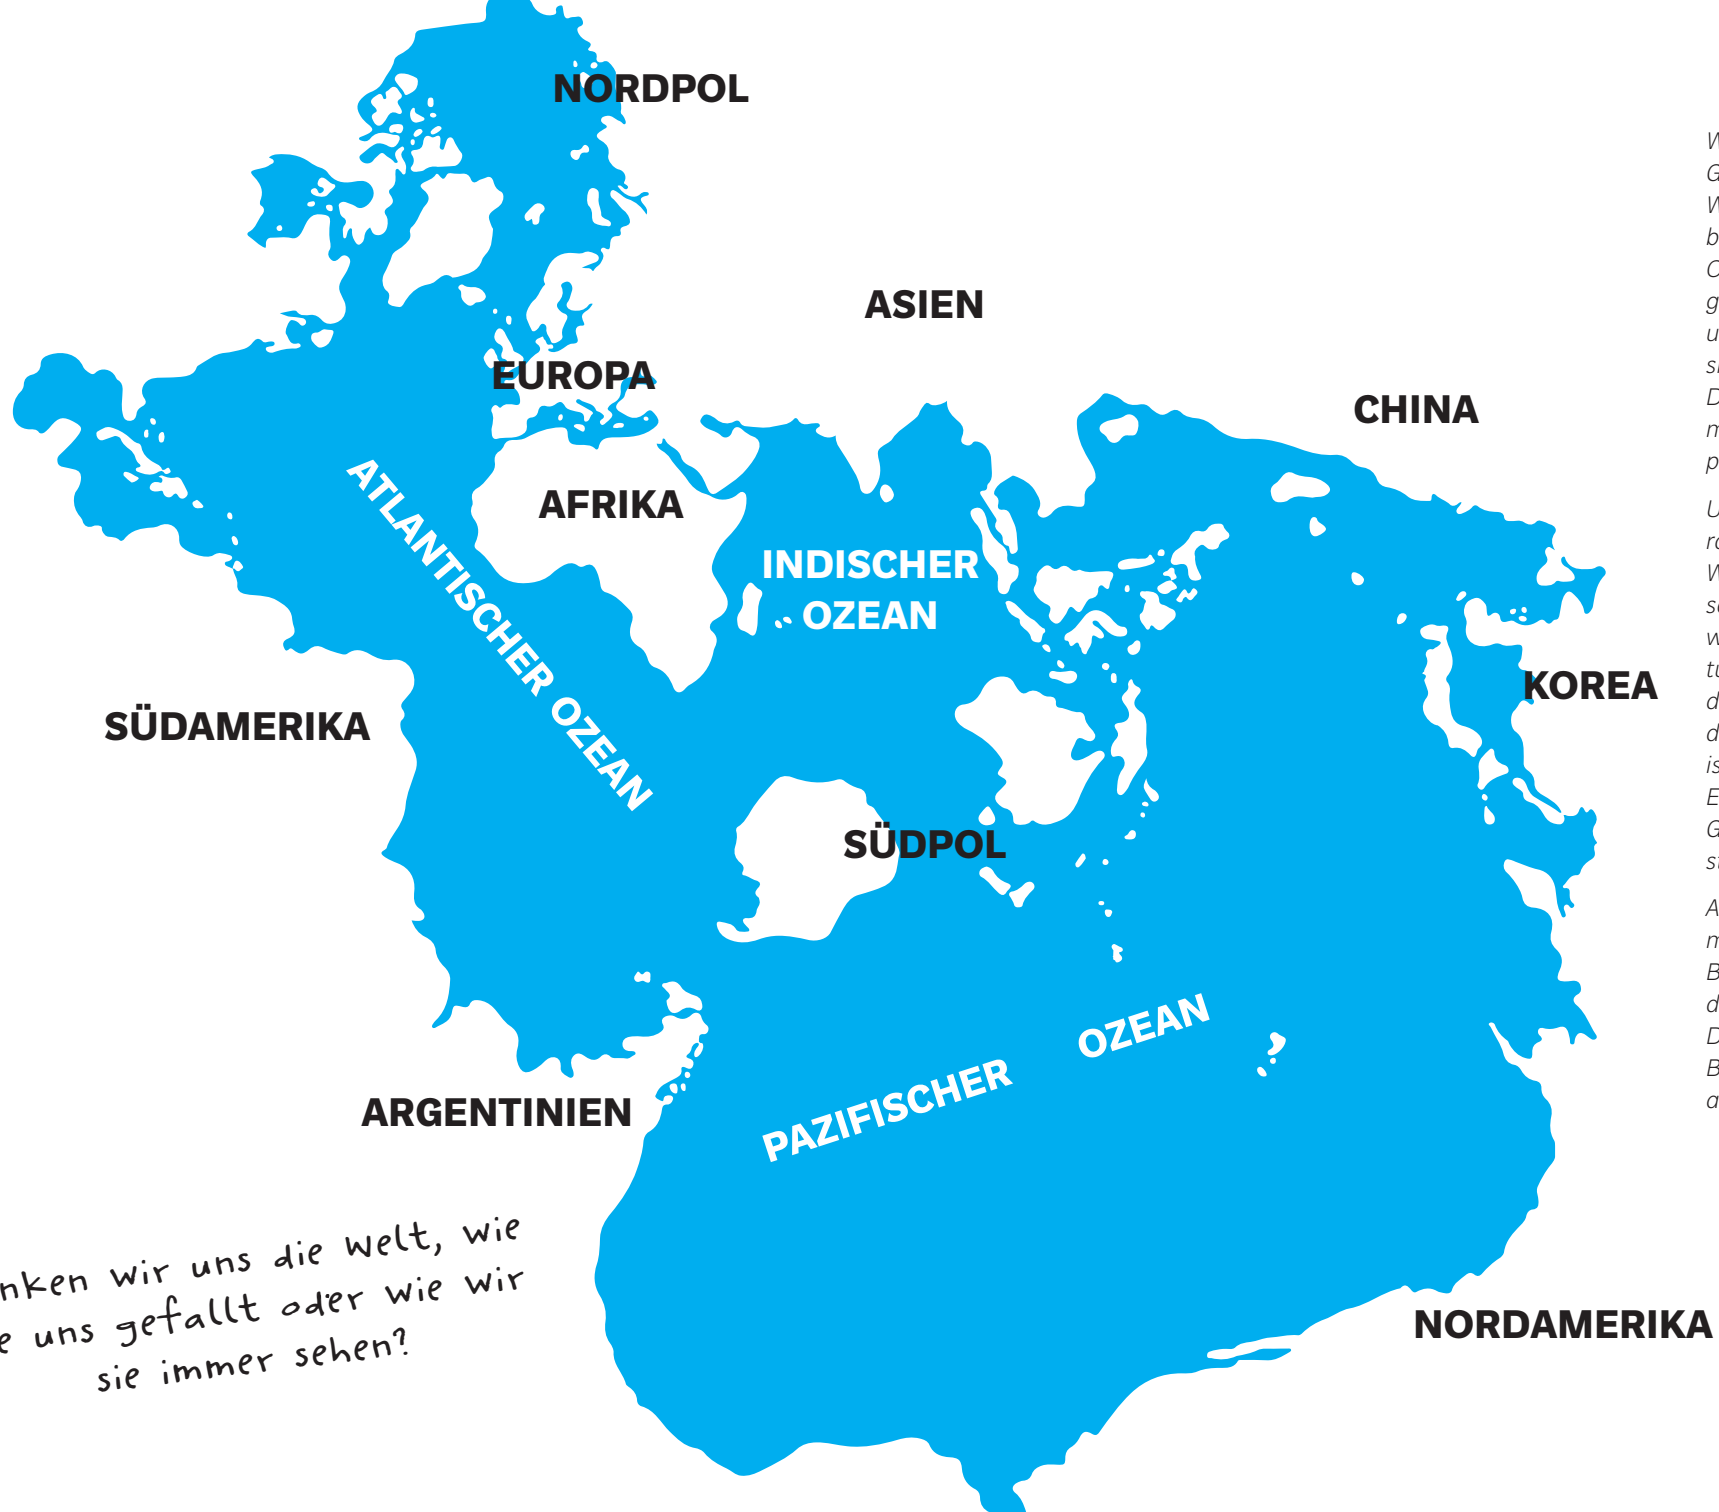 NORDPOL
ASIEN
EUROPA
CHINA
AFRIKA
ATLANTISCHER OZEAN
INDISCHER
OZEAN
KOREA
SÜDAMERIKA
SÜDPOL
PAZIFISCHER OZEAN
ARGENTINIEN
wir uns die Welt, wie
uns gefallt oder wie wir
sie immer sehen?
NORDAMERIKA